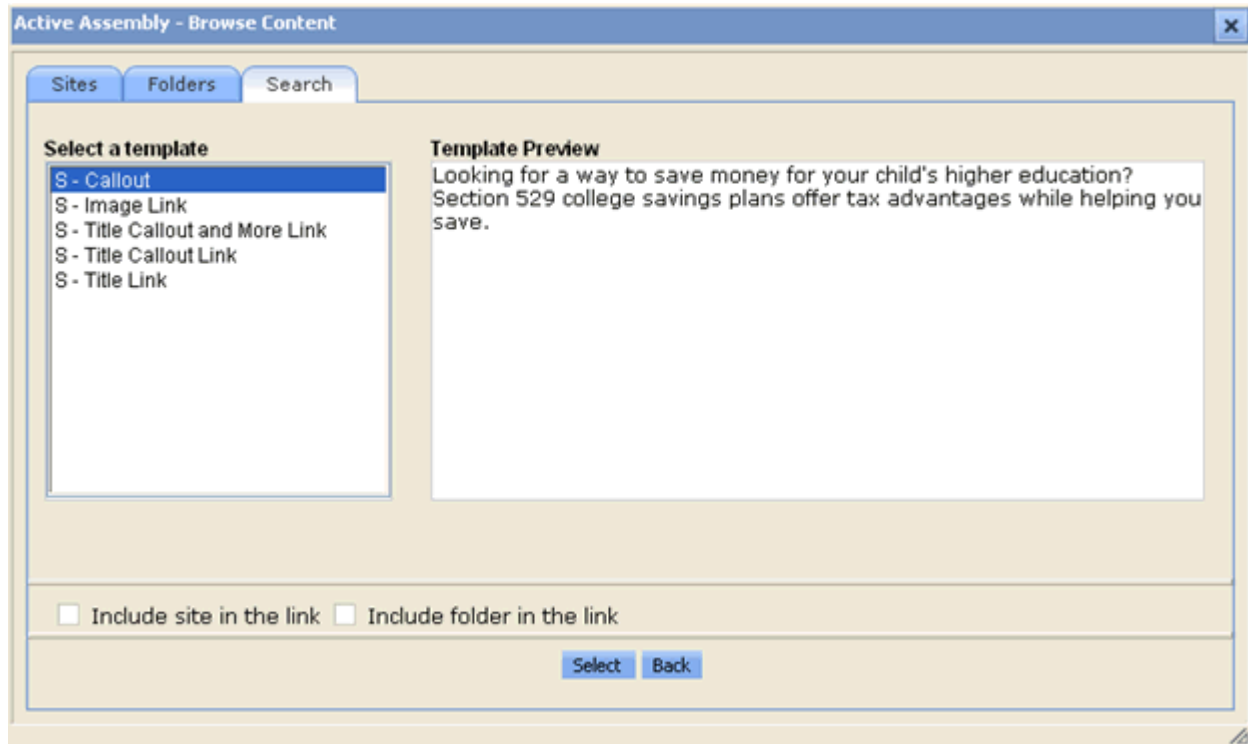 Active Assembly - Browse Content
Sites Folders Search
Select a template
S - Callout
S - Image Link
S - Title Callout and More Link
S - Title Callout Link
S - Title Link
Template Preview
Looking for a way to save money for your child's higher education?
Section 529 college savings plans offer tax advantages while helping you
save.
Include site in the link Include folder in the link
Select Back